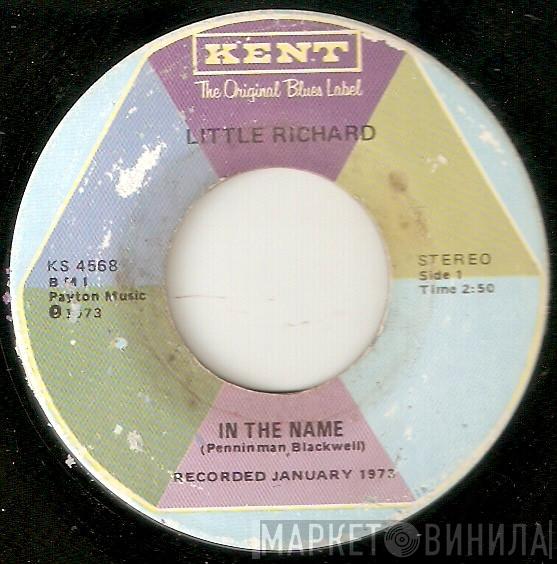 KENT
The Original Blues Label
LITTLE RICHARD
KS 4568
BMI
Payton Music
℗ 1973
STEREO
Side 1
Time 2:50
IN THE NAME
(Penninman, Blackwell)
RECORDED JANUARY 1973
МАРКЕТ ВИНИЛА